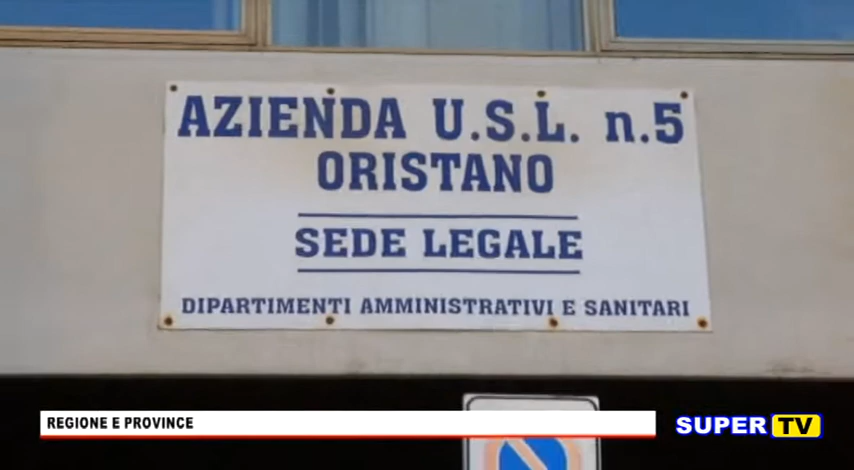 AZIENDA U.S.L. n.5
ORISTANO
SEDE LEGALE
DIPARTIMENTI AMMINISTRATIVI E SANITARI
REGIONE E PROVINCE
SUPER TV